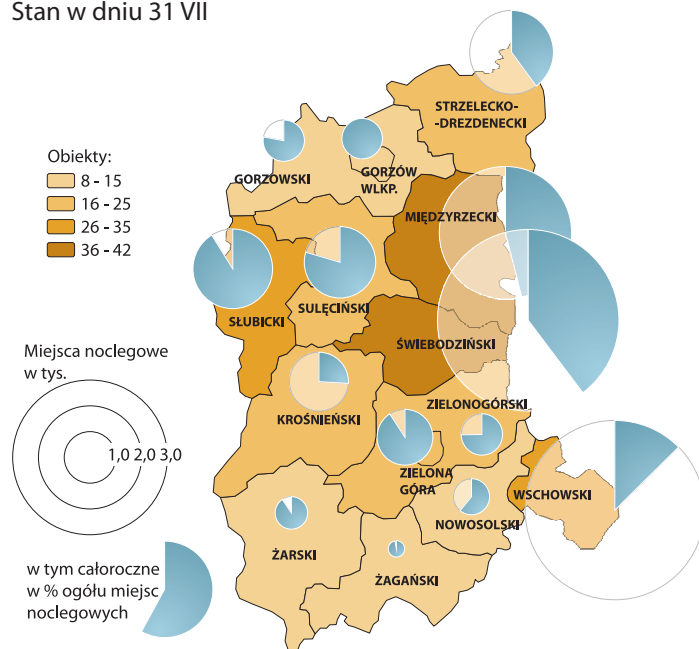 Stan w dniu 31 VII
STRZELECKO-
-DREZDENECKI
Obiekty:
8 - 15
16 - 25
26 - 35
36 - 42
GORZOWSKI
GORZÓW
WLKP.
MIĘDZYRZECKI
SULĘCIŃSKI
SŁUBICKI
ŚWIEBODZIŃSKI
Miejsca noclegowe
w tys.
1,0 2,0 3,0
KROŚNIEŃSKI
ZIELONOGÓRSKI
ZIELONA
GÓRA
WSCHOWSKI
NOWOSOLSKI
ŻARSKI
ŻAGAŃSKI
w tym całoroczne
w % ogółu miejsc
noclegowych